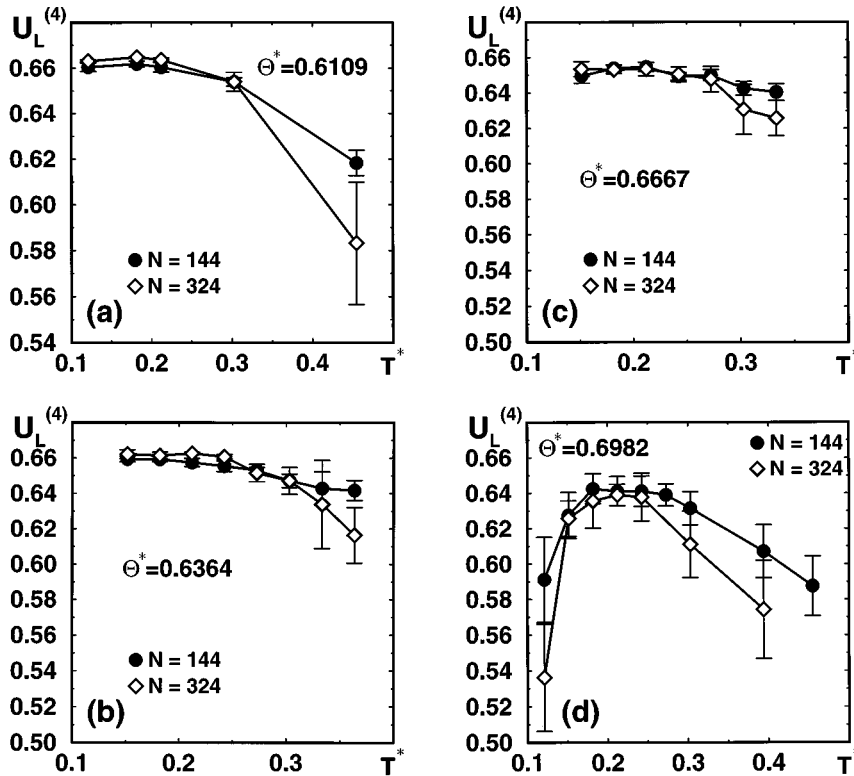 U_L^(4)
0.66
0.64
0.62
0.60
0.58
0.56
0.54
Θ*=0.6109
● N = 144
◇ N = 324
(a)
0.1 0.2 0.3 0.4 T*
U_L^(4)
0.66
0.64
0.62
0.60
0.58
0.56
0.54
0.52
0.50
Θ*=0.6667
● N = 144
◇ N = 324
(c)
0.1 0.3 T*
U_L^(4)
0.66
0.64
0.62
0.60
0.58
0.56
0.54
0.52
0.50
Θ*=0.6364
● N = 144
◇ N = 324
(b)
0.1 0.2 0.3 T*
U_L^(4)
0.66
0.64
0.62
0.60
0.58
0.56
0.54
0.52
0.50
Θ*=0.6982
● N = 144
◇ N = 324
(d)
0.1 0.2 0.3 0.4 T*